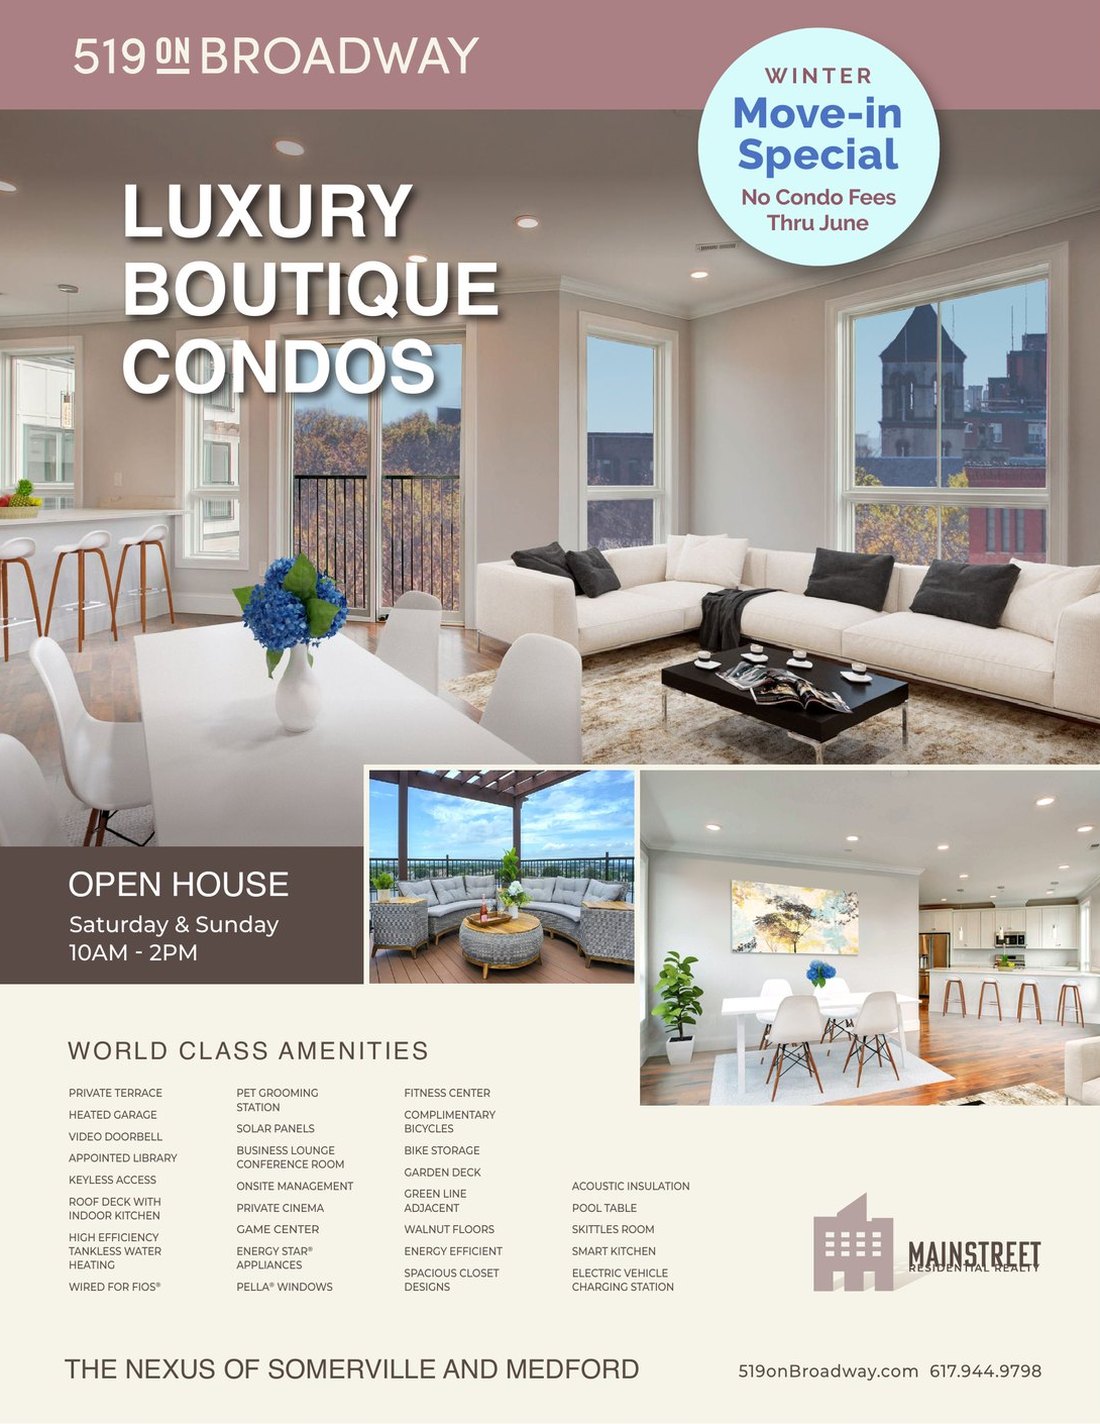 519 ON BROADWAY
WINTER
Move-in
Special
No Condo Fees
Thru June
LUXURY
BOUTIQUE
CONDOS
OPEN HOUSE
Saturday & Sunday
10AM - 2PM
WORLD CLASS AMENITIES
PRIVATE TERRACE
HEATED GARAGE
VIDEO DOORBELL
APPOINTED LIBRARY
KEYLESS ACCESS
ROOF DECK WITH
INDOOR KITCHEN
HIGH EFFICIENCY
TANKLESS WATER
HEATING
WIRED FOR FIOS®
PET GROOMING
STATION
SOLAR PANELS
BUSINESS LOUNGE
CONFERENCE ROOM
ONSITE MANAGEMENT
PRIVATE CINEMA
GAME CENTER
ENERGY STAR®
APPLIANCES
PELLA® WINDOWS
FITNESS CENTER
COMPLIMENTARY
BICYCLES
BIKE STORAGE
GARDEN DECK
GREEN LINE
ADJACENT
WALNUT FLOORS
ENERGY EFFICIENT
SPACIOUS CLOSET
DESIGNS
ACOUSTIC INSULATION
POOL TABLE
SKITTLES ROOM
SMART KITCHEN
ELECTRIC VEHICLE
CHARGING STATION
MAINSTREET
RESIDENTIAL REALTY
THE NEXUS OF SOMERVILLE AND MEDFORD
519onBroadway.com 617.944.9798